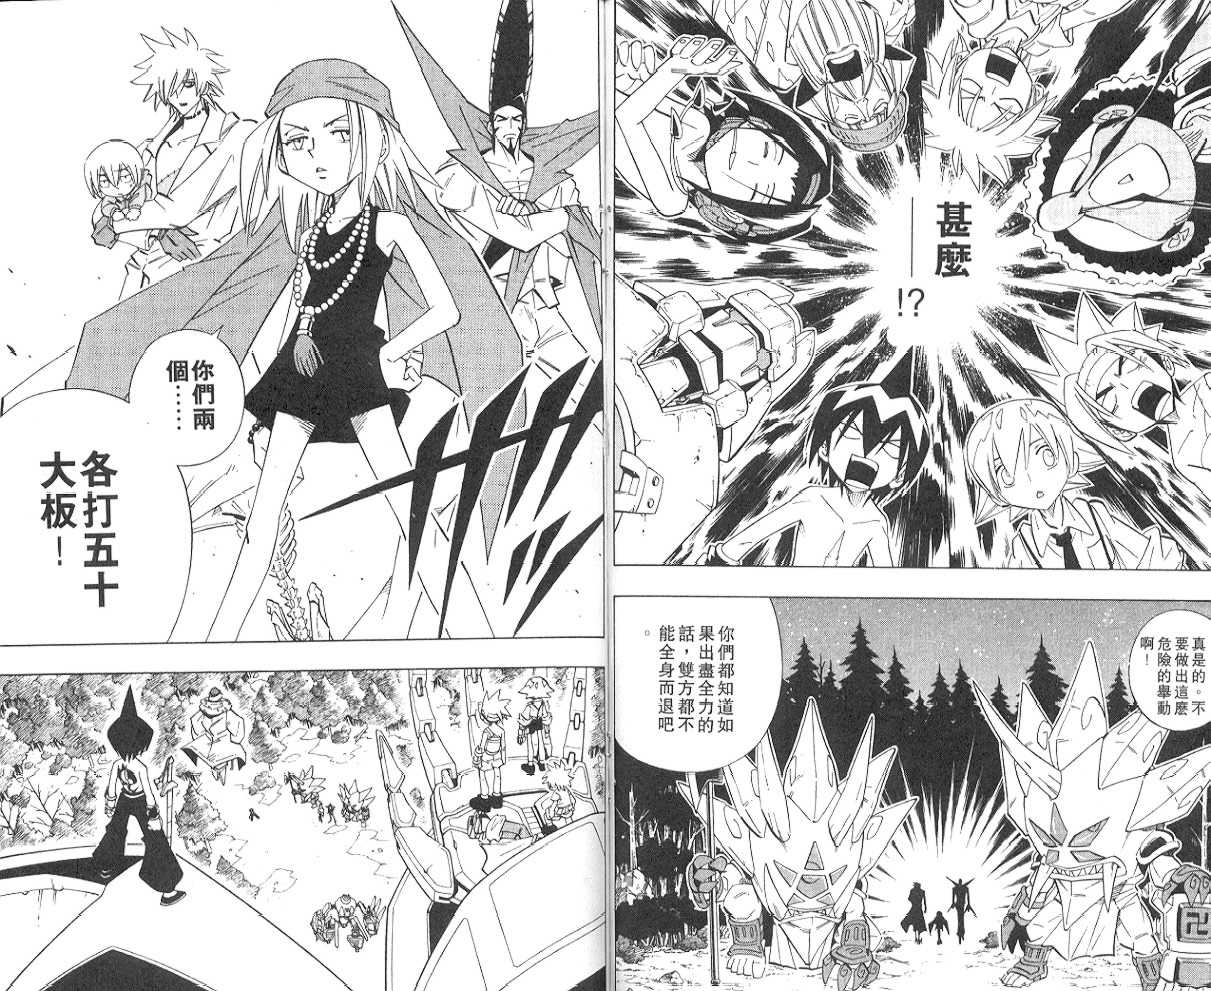 甚麼
——
!?
真是的。不
要做出這麽
危險的舉動
啊！
你們都知道如
果出盡全力的
話，雙方都不
能全身而退吧
。
卍
你們兩
個……
各打五十
大板！